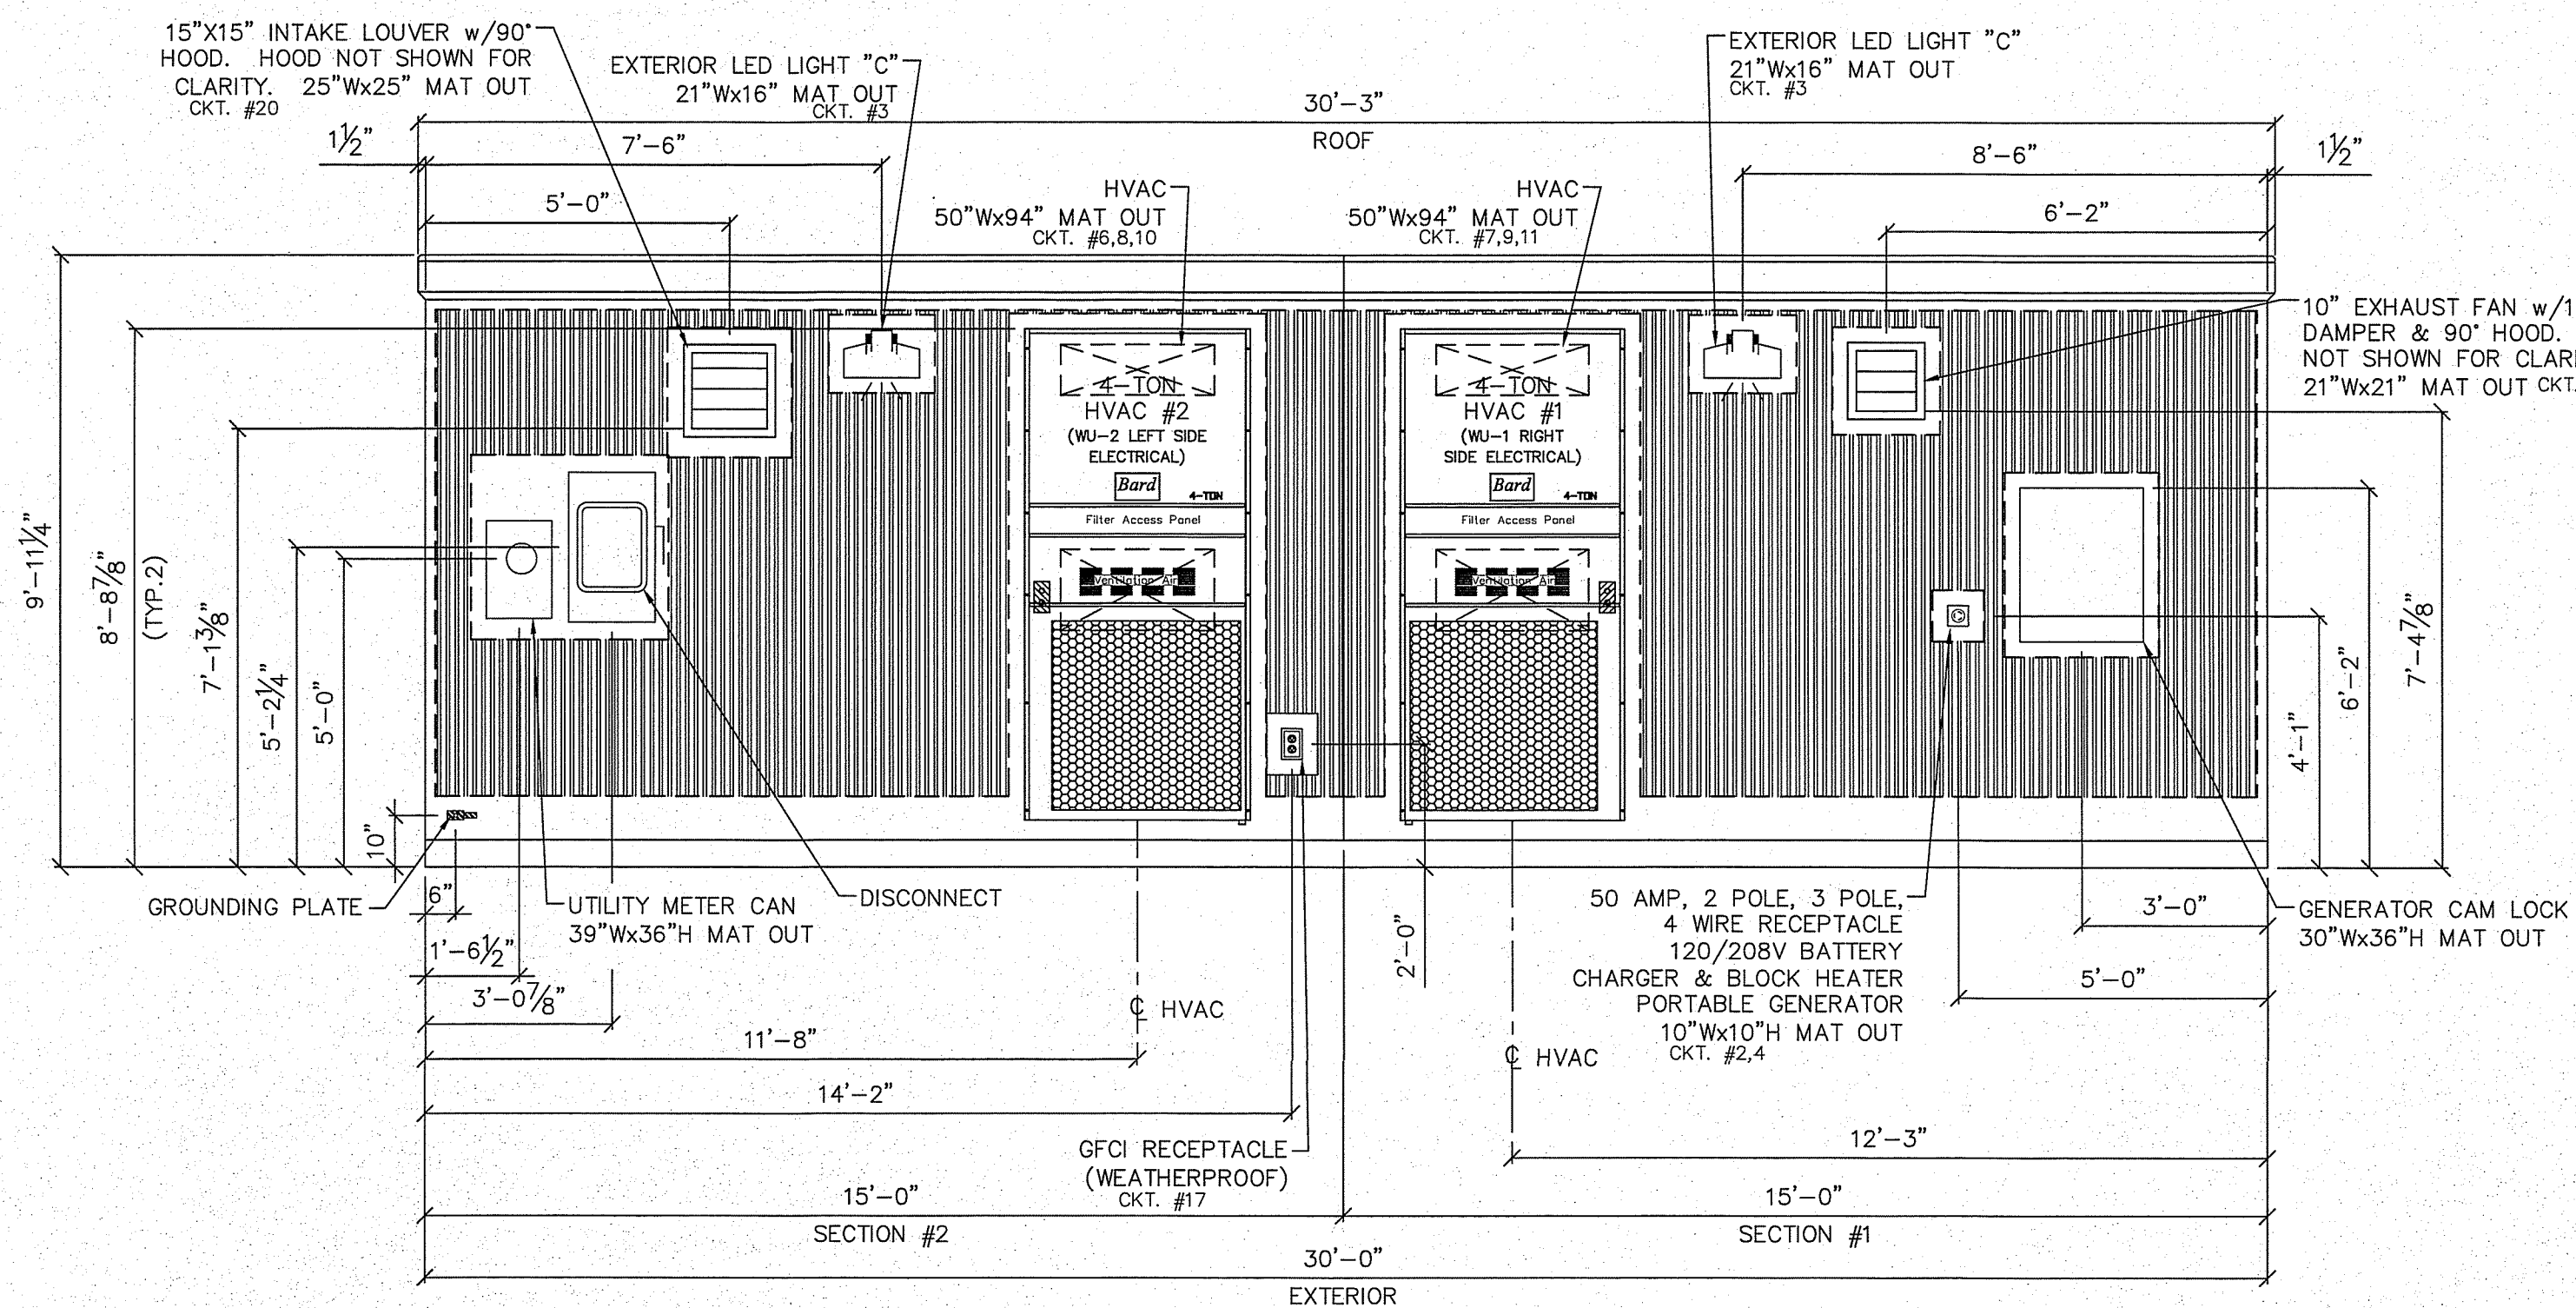 15"X15" INTAKE LOUVER w/90°
HOOD. HOOD NOT SHOWN FOR
CLARITY. 25"Wx25" MAT OUT
CKT. #20
EXTERIOR LED LIGHT "C"
21"Wx16" MAT OUT
CKT. #3
EXTERIOR LED LIGHT "C"
21"Wx16" MAT OUT
CKT. #3
30'-3"
ROOF
1½"
7'-6"
8'-6"
1½"
5'-0"
HVAC
50"Wx94" MAT OUT
CKT. #6,8,10
HVAC
50"Wx94" MAT OUT
CKT. #7,9,11
6'-2"
10" EXHAUST FAN w/1
DAMPER & 90° HOOD.
NOT SHOWN FOR CLARI
21"Wx21" MAT OUT CKT.
4-TON
HVAC #2
(WU-2 LEFT SIDE
ELECTRICAL)
Bard
4-TON
Filter Access Panel
Ventilation Air
4-TON
HVAC #1
(WU-1 RIGHT
SIDE ELECTRICAL)
Bard
4-TON
Filter Access Panel
Ventilation Air
9'-11¼"
8'-8⅞"
(TYP.2)
7'-1⅜"
5'-2¼"
5'-0"
10"
4'-1"
6'-2"
7'-4⅞"
GROUNDING PLATE
6"
UTILITY METER CAN
39"Wx36"H MAT OUT
DISCONNECT
1'-6½"
3'-0⅞"
2'-0"
50 AMP, 2 POLE, 3 POLE,
4 WIRE RECEPTACLE
120/208V BATTERY
CHARGER & BLOCK HEATER
PORTABLE GENERATOR
10"Wx10"H MAT OUT
CKT. #2,4
3'-0"
GENERATOR CAM LOCK
30"Wx36"H MAT OUT
5'-0"
℄ HVAC
11'-8"
℄ HVAC
14'-2"
GFCI RECEPTACLE
(WEATHERPROOF)
CKT. #17
12'-3"
15'-0"
SECTION #2
15'-0"
SECTION #1
30'-0"
EXTERIOR